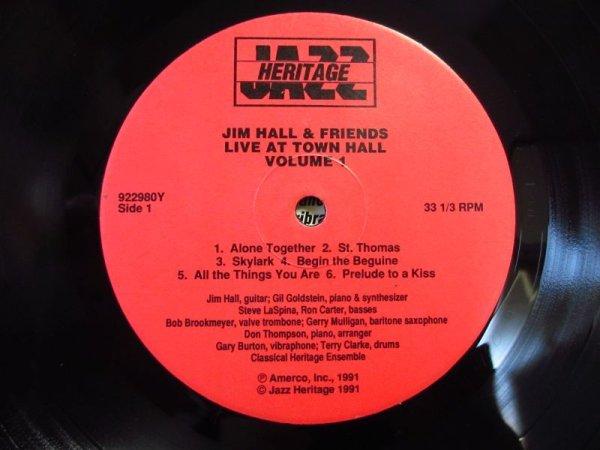 JAZZ
HERITAGE
JIM HALL & FRIENDS
LIVE AT TOWN HALL
VOLUME 1
922980Y
Side 1
33 1/3 RPM
1. Alone Together 2. St. Thomas
3. Skylark 4. Begin the Beguine
5. All the Things You Are 6. Prelude to a Kiss
Jim Hall, guitar; Gil Goldstein, piano & synthesizer
Steve LaSpina, Ron Carter, basses
Bob Brookmeyer, valve trombone; Gerry Mulligan, baritone saxophone
Don Thompson, piano, arranger
Gary Burton, vibraphone; Terry Clarke, drums
Classical Heritage Ensemble
℗ Amerco, Inc., 1991
© Jazz Heritage 1991